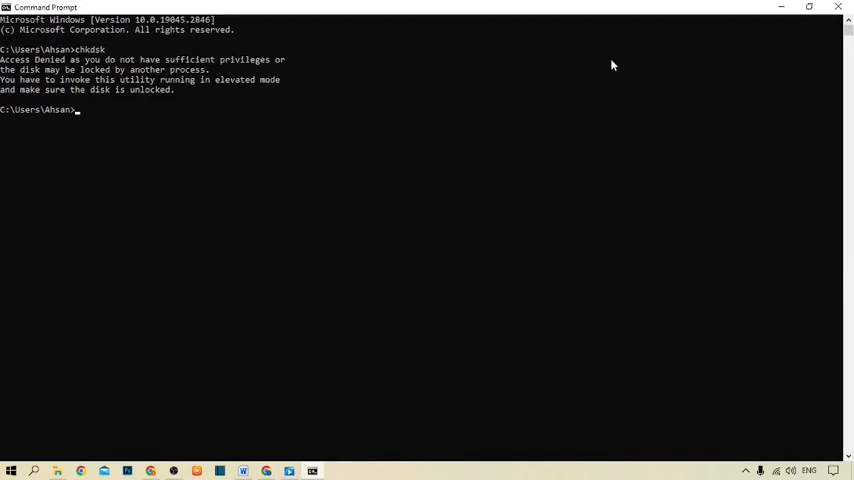 Command Prompt
Microsoft Windows [Version 10.0.19045.2846]
(c) Microsoft Corporation. All rights reserved.
C:\Users\Ahsan>chkdsk
Access Denied as you do not have sufficient privileges or
the disk may be locked by another process.
You have to invoke this utility running in elevated mode
and make sure the disk is unlocked.
C:\Users\Ahsan>
ENG